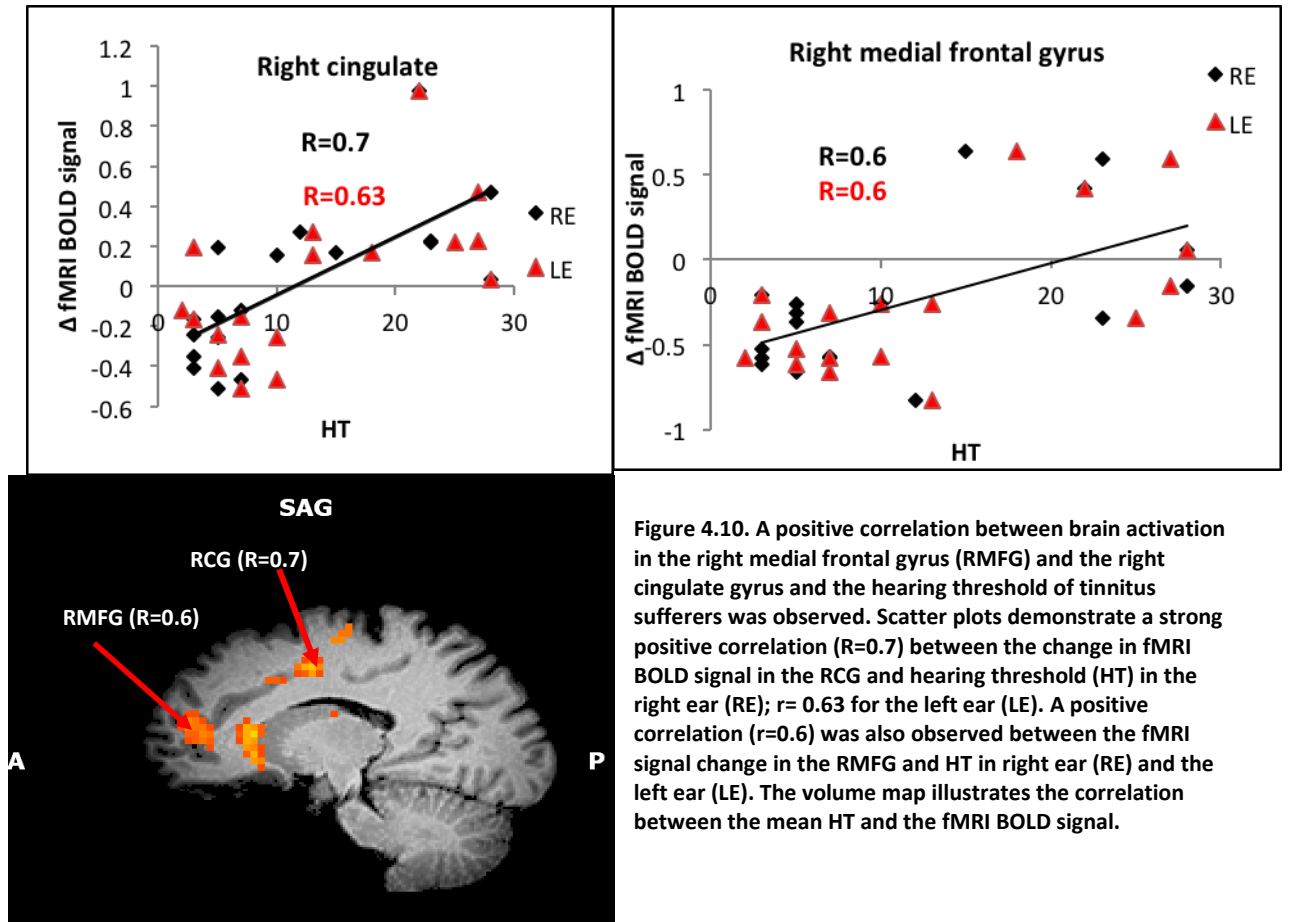 Right cingulate
1.2
1
0.8
0.6
0.4
0.2
0
-0.2
-0.4
-0.6
Δ fMRI BOLD signal
R=0.7
R=0.63
0
10
20
30
HT
RE
LE
Right medial frontal gyrus
1
0.5
0
-0.5
-1
Δ fMRI BOLD signal
R=0.6
R=0.6
0
10
20
30
HT
RE
LE
SAG
RCG (R=0.7)
RMFG (R=0.6)
A
P
Figure 4.10. A positive correlation between brain activation
in the right medial frontal gyrus (RMFG) and the right
cingulate gyrus and the hearing threshold of tinnitus
sufferers was observed. Scatter plots demonstrate a strong
positive correlation (R=0.7) between the change in fMRI
BOLD signal in the RCG and hearing threshold (HT) in the
right ear (RE); r= 0.63 for the left ear (LE). A positive
correlation (r=0.6) was also observed between the fMRI
signal change in the RMFG and HT in right ear (RE) and the
left ear (LE). The volume map illustrates the correlation
between the mean HT and the fMRI BOLD signal.